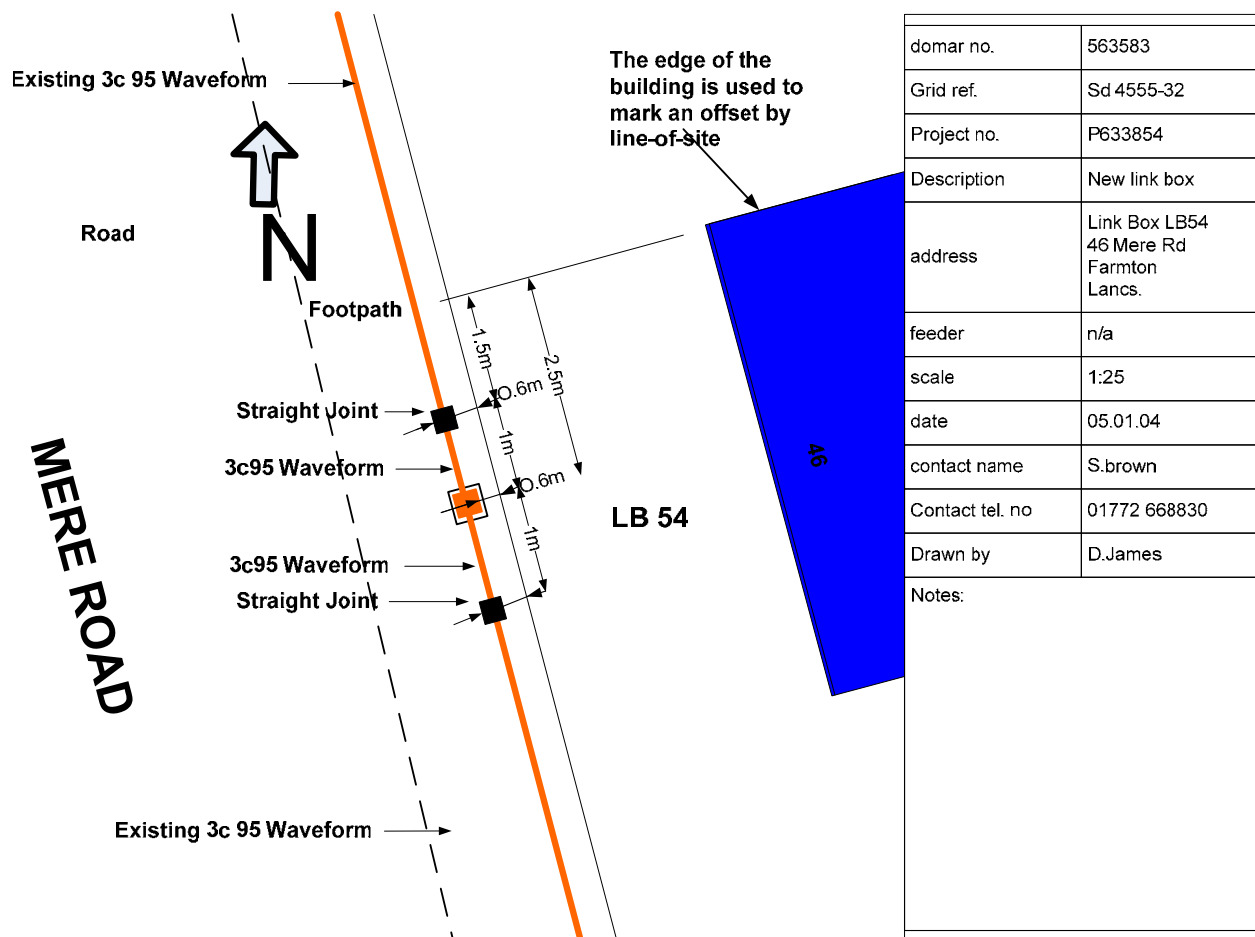 Existing 3c 95 Waveform
N
Road
Footpath
The edge of the
building is used to
mark an offset by
line-of-site
1.5m
2.5m
O.6m
Straight Joint
1m
3c95 Waveform
O.6m
LB 54
1m
3c95 Waveform
Straight Joint
46
MERE ROAD
Existing 3c 95 Waveform
domar no. 563583
Grid ref. Sd 4555-32
Project no. P633854
Description New link box
address Link Box LB54
46 Mere Rd
Farmton
Lancs.
feeder n/a
scale 1:25
date 05.01.04
contact name S.brown
Contact tel. no 01772 668830
Drawn by D.James
Notes: